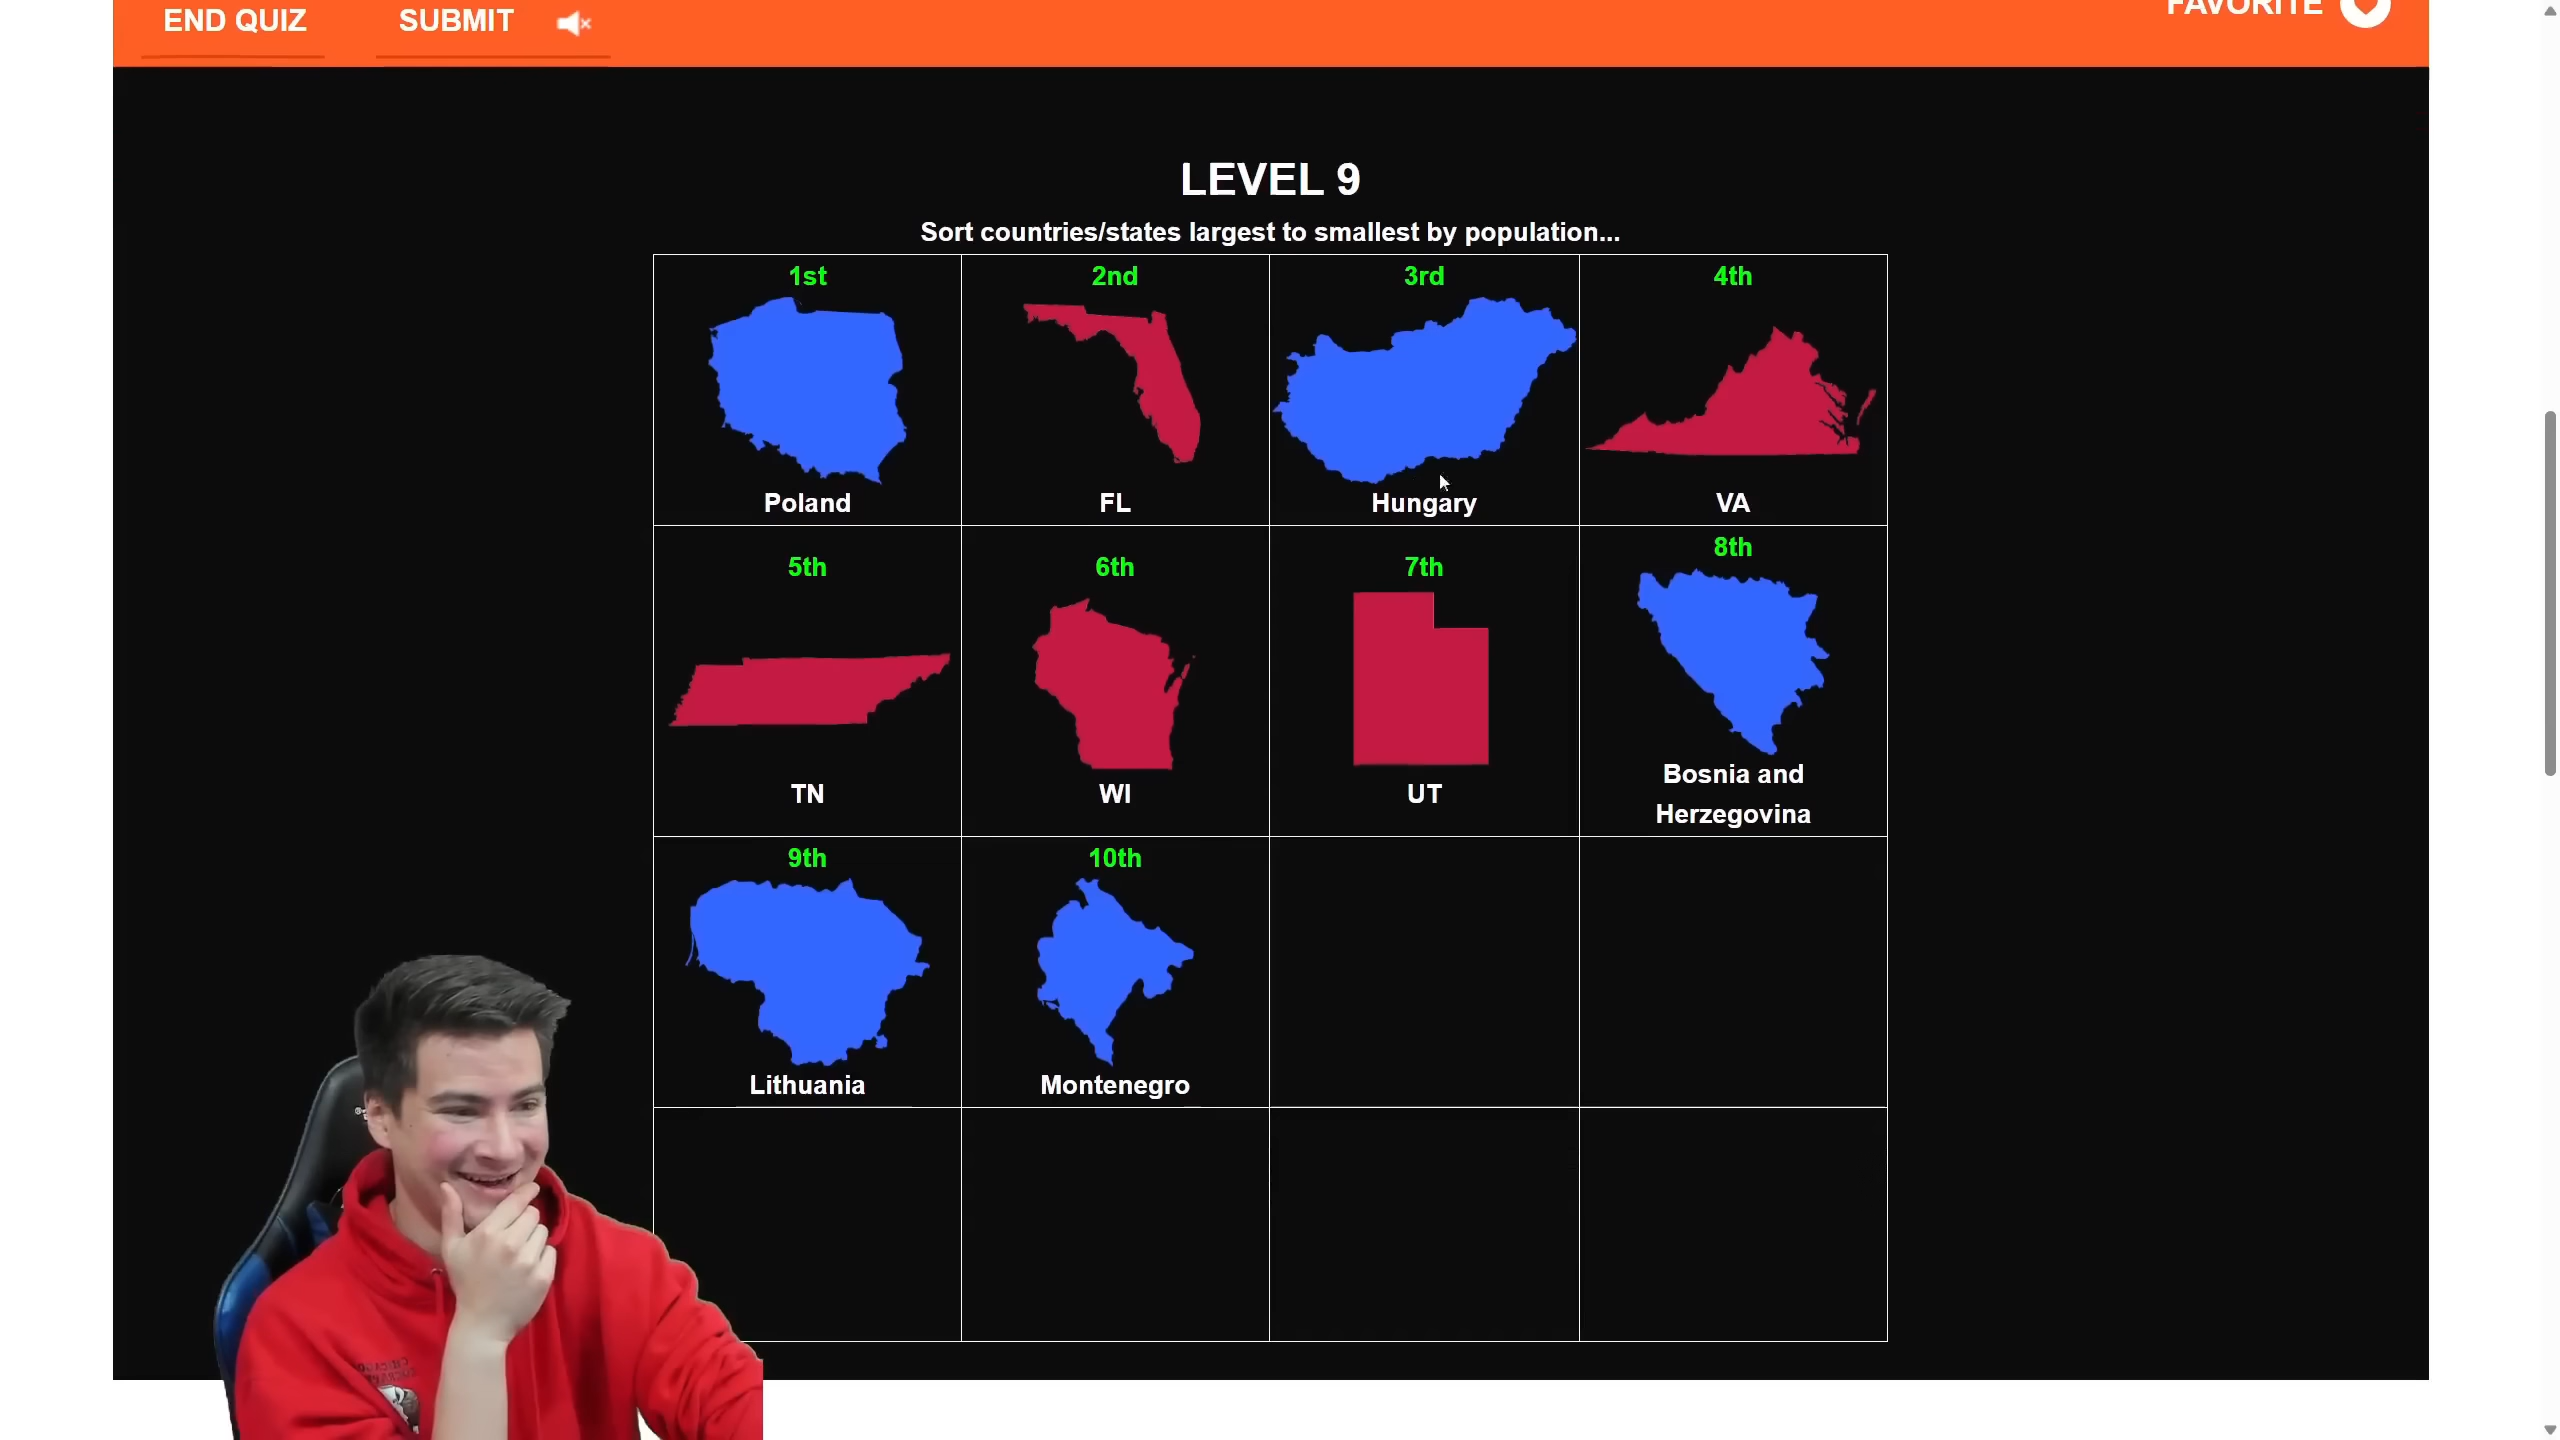 END QUIZ
SUBMIT
FAVORITE
LEVEL 9
Sort countries/states largest to smallest by population...
1st
2nd
3rd
4th
Poland
FL
Hungary
VA
5th
6th
7th
8th
TN
WI
UT
Bosnia and
Herzegovina
9th
10th
Lithuania
Montenegro